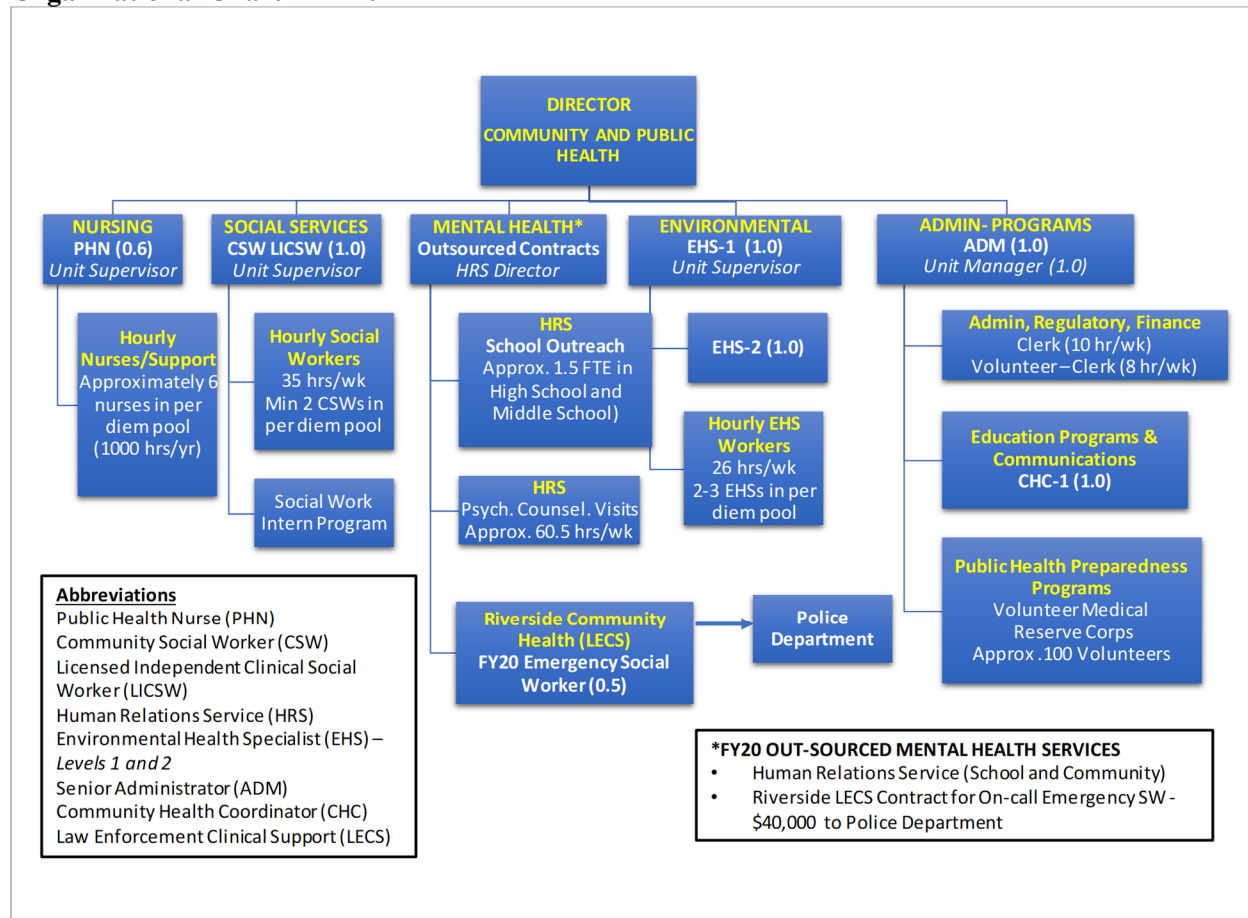 DIRECTOR
COMMUNITY AND PUBLIC
HEALTH
NURSING
PHN (0.6)
Unit Supervisor
SOCIAL SERVICES
CSW LICSW (1.0)
Unit Supervisor
MENTAL HEALTH*
Outsourced Contracts
HRS Director
ENVIRONMENTAL
EHS-1 (1.0)
Unit Supervisor
ADMIN- PROGRAMS
ADM (1.0)
Unit Manager (1.0)
Hourly
Nurses/Support
Approximately 6
nurses in per
diem pool
(1000 hrs/yr)
Hourly Social
Workers
35 hrs/wk
Min 2 CSWs in
per diem pool
Social Work
Intern Program
HRS
School Outreach
Approx. 1.5 FTE in
High School and
Middle School)
HRS
Psych. Counsel. Visits
Approx. 60.5 hrs/wk
Riverside Community
Health (LECS)
FY20 Emergency Social
Worker (0.5)
Police
Department
EHS-2 (1.0)
Hourly EHS
Workers
26 hrs/wk
2-3 EHSs in per
diem pool
Admin, Regulatory, Finance
Clerk (10 hr/wk)
Volunteer – Clerk (8 hr/wk)
Education Programs &
Communications
CHC-1 (1.0)
Public Health Preparedness
Programs
Volunteer Medical
Reserve Corps
Approx .100 Volunteers
Abbreviations
Public Health Nurse (PHN)
Community Social Worker (CSW)
Licensed Independent Clinical Social
Worker (LICSW)
Human Relations Service (HRS)
Environmental Health Specialist (EHS) –
Levels 1 and 2
Senior Administrator (ADM)
Community Health Coordinator (CHC)
Law Enforcement Clinical Support (LECS)
*FY20 OUT-SOURCED MENTAL HEALTH SERVICES
• Human Relations Service (School and Community)
• Riverside LECS Contract for On-call Emergency SW -
$40,000 to Police Department